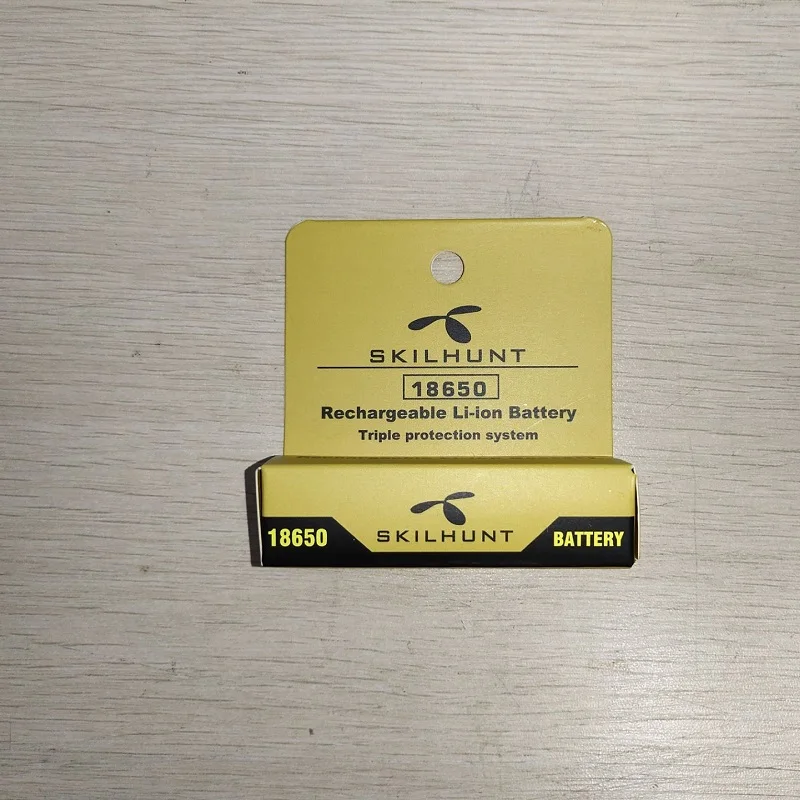 SKILHUNT
18650
Rechargeable Li-ion Battery
Triple protection system
SKILHUNT
18650
BATTERY